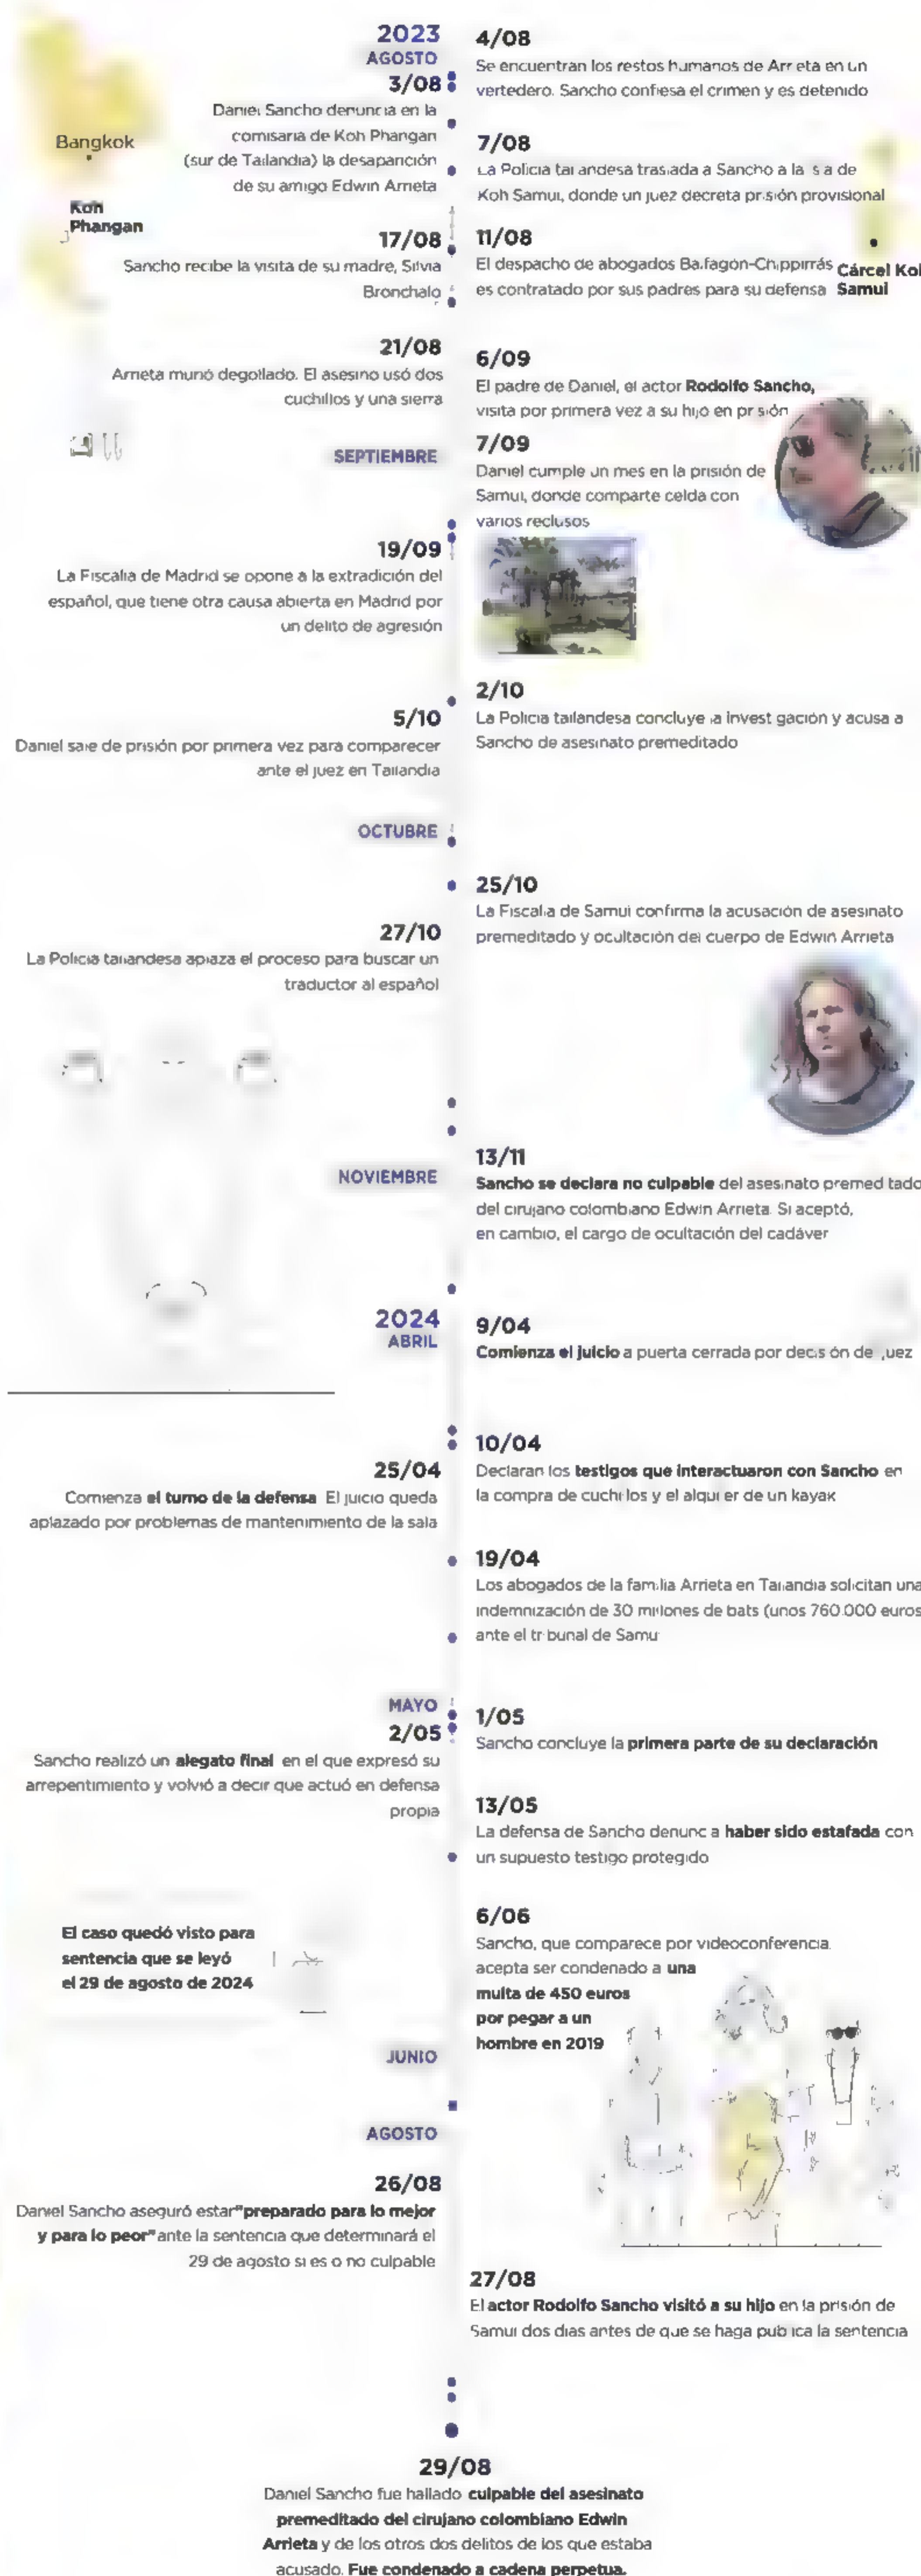 2023
AGOSTO
3/08
Daniel Sancho denuncia en la
comisaría de Koh Phangan
(sur de Tailandia) la desaparición
de su amigo Edwin Arrieta
4/08
Se encuentran los restos humanos de Arrieta en un
vertedero. Sancho confiesa el crimen y es detenido
Bangkok
Koh
Phangan
7/08
La Policía tailandesa traslada a Sancho a la isla de
Koh Samui, donde un juez decreta prisión provisional
11/08
El despacho de abogados Balfagón-Chippirrás
es contratado por sus padres para su defensa
Cárcel Koh
Samui
17/08
Sancho recibe la visita de su madre, Silvia
Bronchalo
21/08
Arrieta murió degollado. El asesino usó dos
cuchillos y una sierra
SEPTIEMBRE
6/09
El padre de Daniel, el actor Rodolfo Sancho,
visita por primera vez a su hijo en prisión
7/09
Daniel cumple un mes en la prisión de
Samui, donde comparte celda con
varios reclusos
19/09
La Fiscalía de Madrid se opone a la extradición del
español, que tiene otra causa abierta en Madrid por
un delito de agresión
2/10
La Policía tailandesa concluye la investigación y acusa a
Sancho de asesinato premeditado
5/10
Daniel sale de prisión por primera vez para comparecer
ante el juez en Tailandia
OCTUBRE
25/10
La Fiscalía de Samui confirma la acusación de asesinato
premeditado y ocultación del cuerpo de Edwin Arrieta
27/10
La Policía tailandesa aplaza el proceso para buscar un
traductor al español
NOVIEMBRE
13/11
Sancho se declara no culpable del asesinato premeditado
del cirujano colombiano Edwin Arrieta. Sí aceptó,
en cambio, el cargo de ocultación del cadáver
2024
ABRIL
9/04
Comienza el juicio a puerta cerrada por decisión del juez
10/04
Declaran los testigos que interactuaron con Sancho en
la compra de cuchillos y el alquiler de un kayak
25/04
Comienza el turno de la defensa. El juicio queda
aplazado por problemas de mantenimiento de la sala
19/04
Los abogados de la familia Arrieta en Tailandia solicitan una
indemnización de 30 millones de bats (unos 760.000 euros
ante el tribunal de Samui
MAYO
1/05
Sancho concluye la primera parte de su declaración
2/05
Sancho realizó un alegato final en el que expresó su
arrepentimiento y volvió a decir que actuó en defensa
propia
13/05
La defensa de Sancho denuncia haber sido estafada con
un supuesto testigo protegido
El caso quedó visto para
sentencia que se leyó
el 29 de agosto de 2024
JUNIO
6/06
Sancho, que comparece por videoconferencia,
acepta ser condenado a una
multa de 450 euros
por pegar a un
hombre en 2019
AGOSTO
26/08
Daniel Sancho aseguró estar "preparado para lo mejor
y para lo peor" ante la sentencia que determinará el
29 de agosto si es o no culpable
27/08
El actor Rodolfo Sancho visitó a su hijo en la prisión de
Samui dos días antes de que se haga pública la sentencia
29/08
Daniel Sancho fue hallado culpable del asesinato
premeditado del cirujano colombiano Edwin
Arrieta y de los otros dos delitos de los que estaba
acusado. Fue condenado a cadena perpetua.